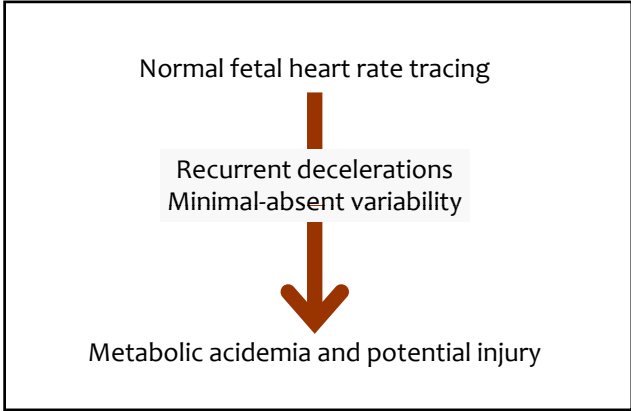 Normal fetal heart rate tracing
Recurrent decelerations
Minimal-absent variability
Metabolic acidemia and potential injury